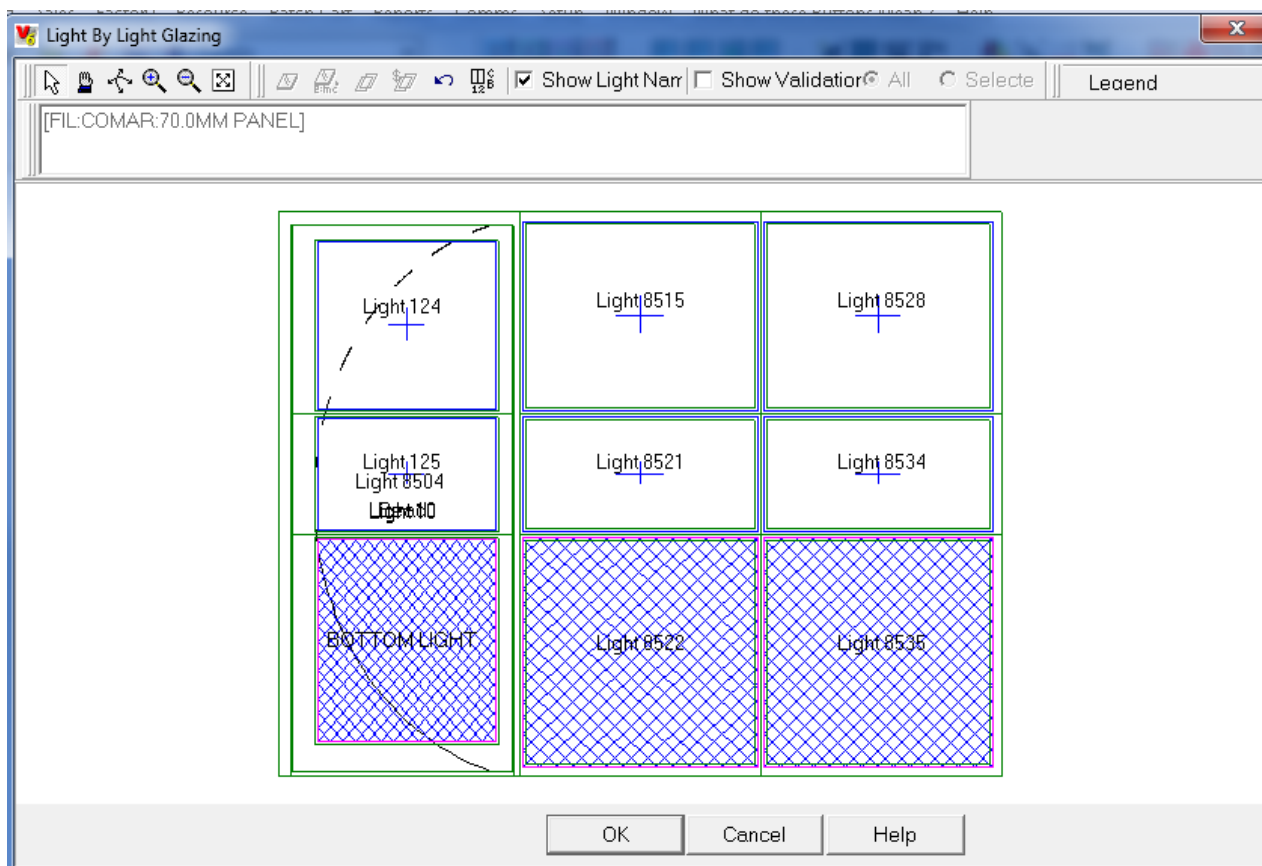 Light By Light Glazing
Show Light Nam Show Validation All Selecte Legend
[FIL:COMAR:70.0MM PANEL]
Light 124 Light 8515 Light 8528
Light 125 Light 8521 Light 8534
Light 8504
BOTTOM LIGHT Light 8522 Light 8535
OK Cancel Help